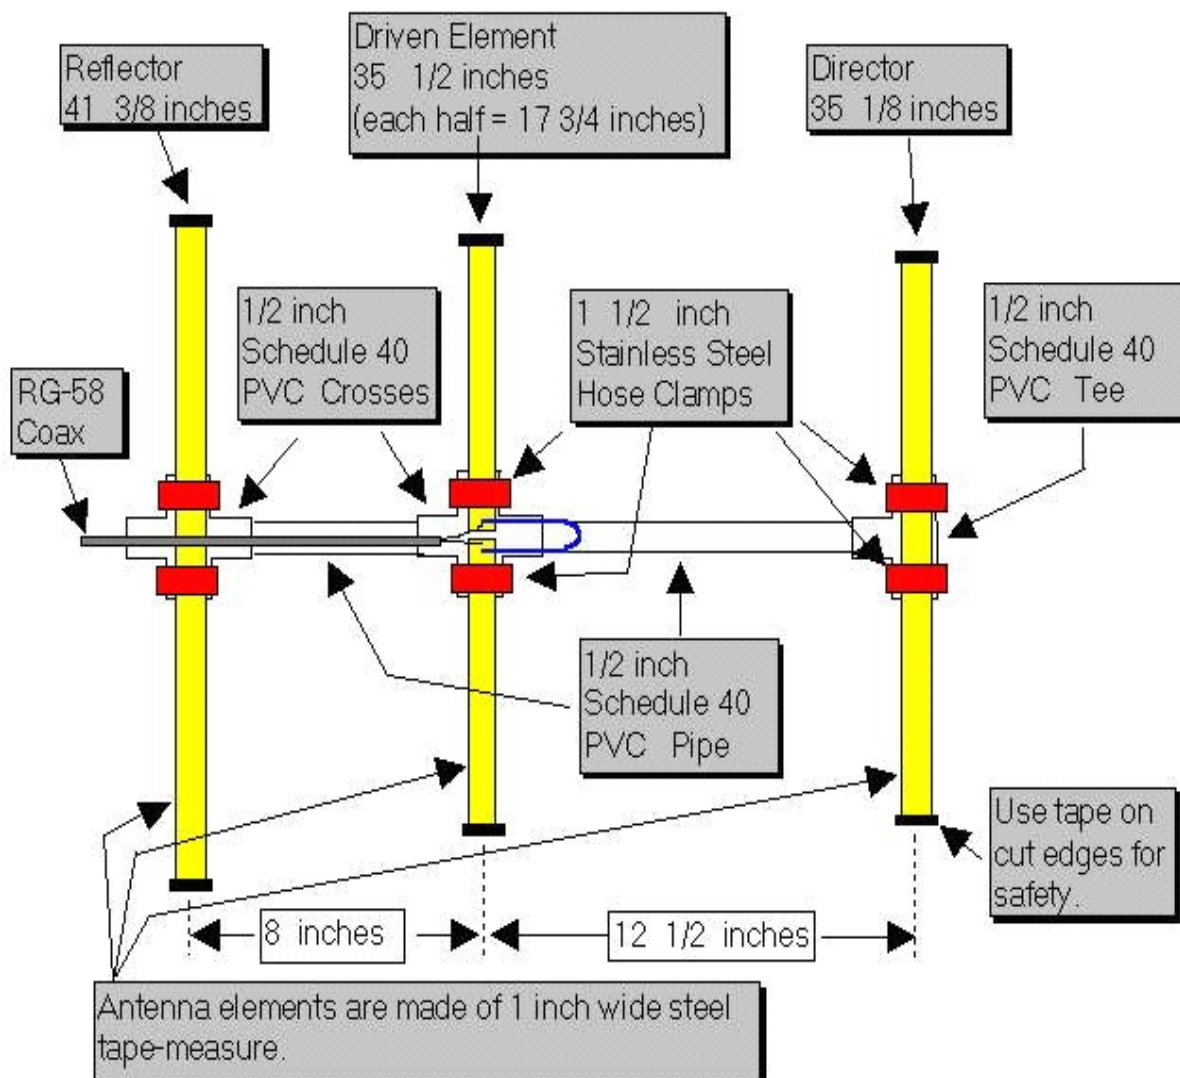 Reflector
41 3/8 inches
Driven Element
35 1/2 inches
(each half = 17 3/4 inches)
Director
35 1/8 inches
1/2 inch
Schedule 40
PVC Crosses
1 1/2 inch
Stainless Steel
Hose Clamps
1/2 inch
Schedule 40
PVC Tee
RG-58
Coax
1/2 inch
Schedule 40
PVC Pipe
Use tape on
cut edges for
safety.
8 inches
12 1/2 inches
Antenna elements are made of 1 inch wide steel
tape-measure.